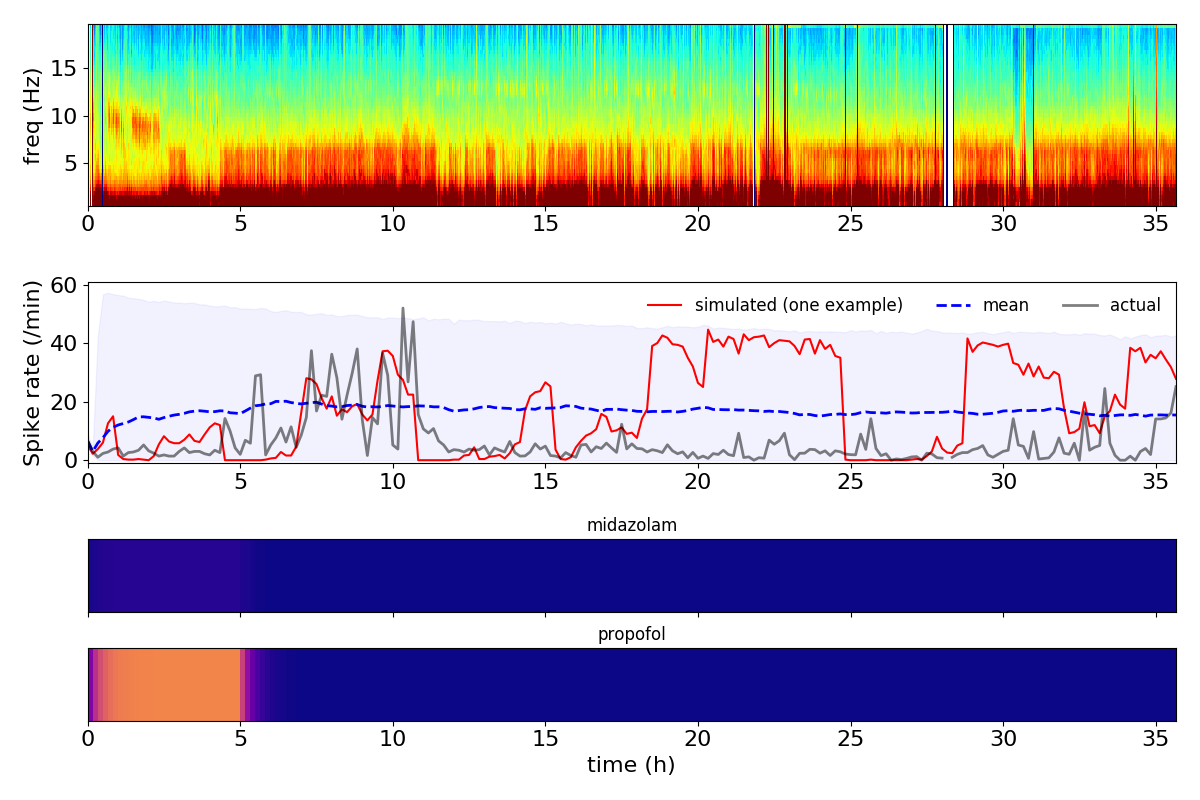 15
10
5
freq (Hz)
0 5 10 15 20 25 30 35
60
40
20
0
Spike rate (/min)
simulated (one example) mean actual
0 5 10 15 20 25 30 35
midazolam
propofol
0 5 10 15 20 25 30 35
time (h)